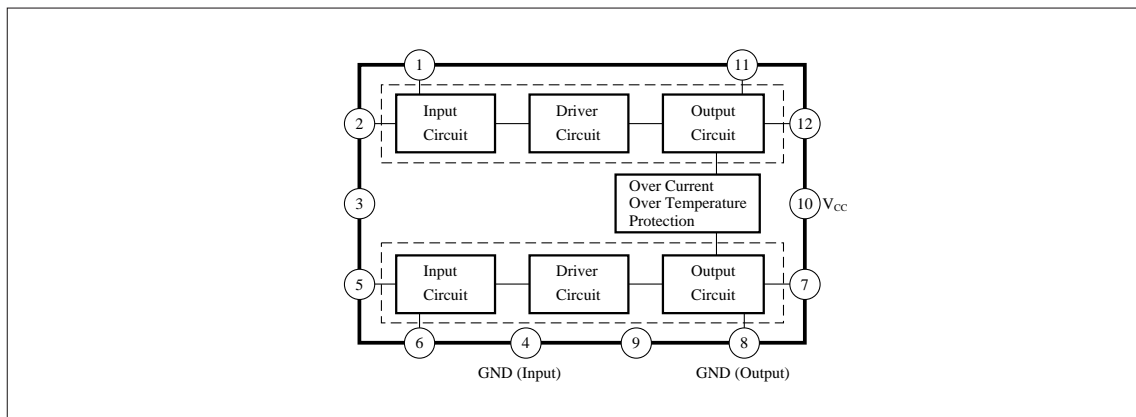 1
11
2
Input
Circuit
Driver
Circuit
Output
Circuit
12
Over Current
Over Temperature
Protection
3
10
VCC
5
Input
Circuit
Driver
Circuit
Output
Circuit
7
6
4
9
8
GND (Input)
GND (Output)